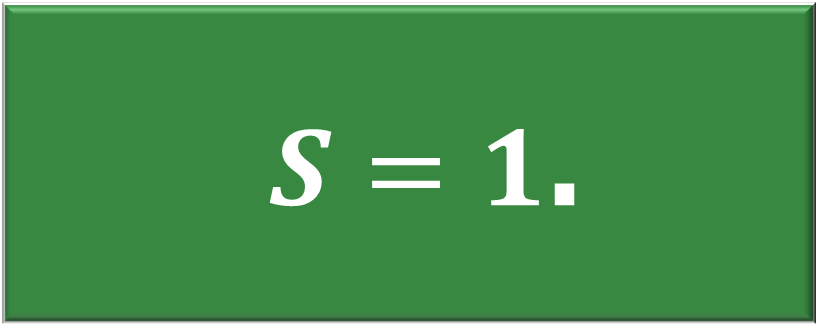 S = 1.